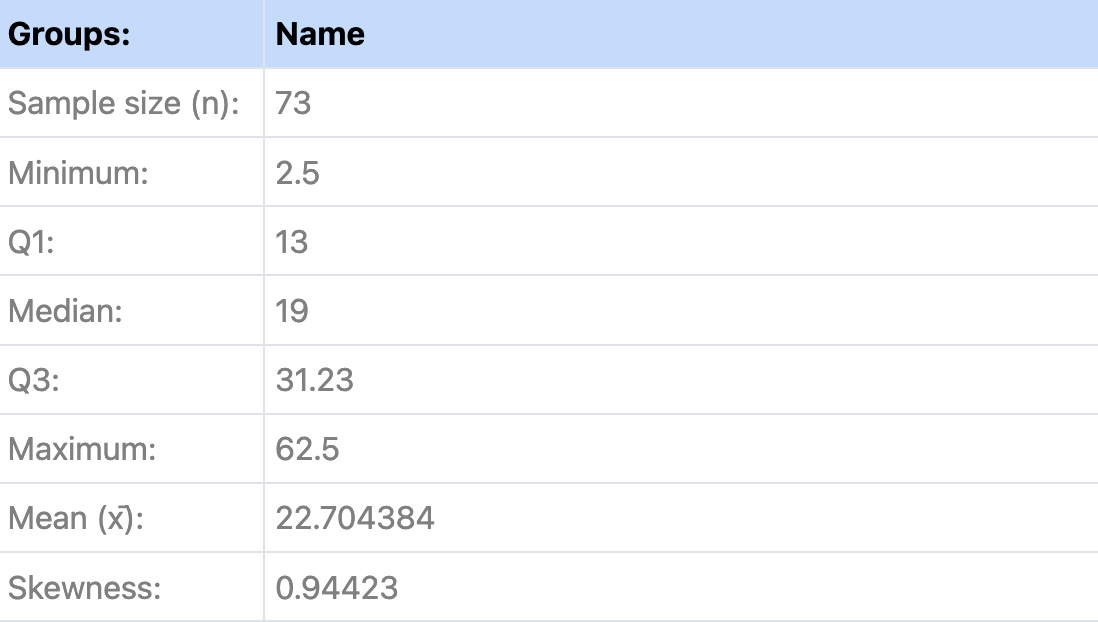 Groups: Name
Sample size (n): 73
Minimum: 2.5
Q1: 13
Median: 19
Q3: 31.23
Maximum: 62.5
Mean (x̄): 22.704384
Skewness: 0.94423